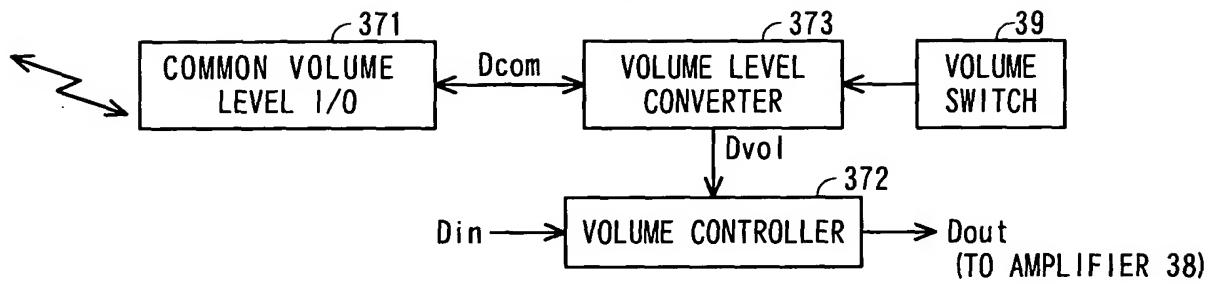 371
COMMON VOLUME
LEVEL I/O
Dcom
373
VOLUME LEVEL
CONVERTER
39
VOLUME
SWITCH
Dvol
372
Din
VOLUME CONTROLLER
Dout
(TO AMPLIFIER 38)